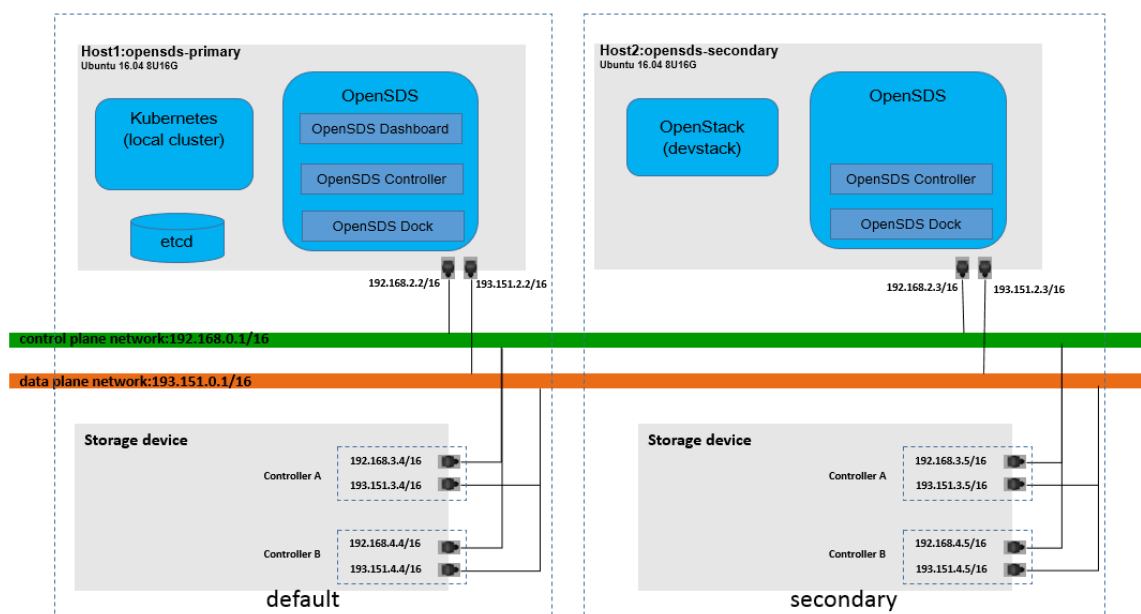 Host1:opensds-primary
Ubuntu 16.04 8U16G
Kubernetes
(local cluster)
etcd
OpenSDS
OpenSDS Dashboard
OpenSDS Controller
OpenSDS Dock
192.168.2.2/16
193.151.2.2/16
Host2:opensds-secondary
Ubuntu 16.04 8U16G
OpenStack
(devstack)
OpenSDS
OpenSDS Controller
OpenSDS Dock
192.168.2.3/16
193.151.2.3/16
control plane network:192.168.0.1/16
data plane network:193.151.0.1/16
Storage device
Controller A
192.168.3.4/16
193.151.3.4/16
Controller B
192.168.4.4/16
193.151.4.4/16
default
Storage device
Controller A
192.168.3.5/16
193.151.3.5/16
Controller B
192.168.4.5/16
193.151.4.5/16
secondary